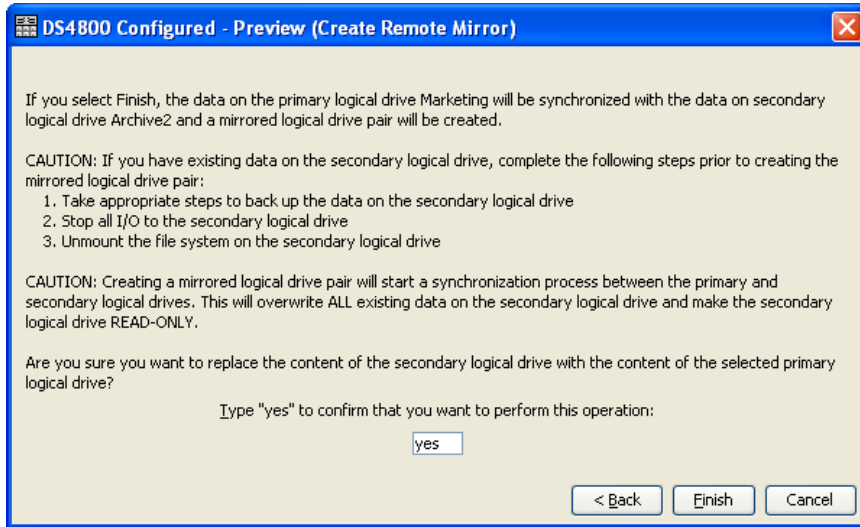 DS4800 Configured - Preview (Create Remote Mirror)
If you select Finish, the data on the primary logical drive Marketing will be synchronized with the data on secondary
logical drive Archive2 and a mirrored logical drive pair will be created.
CAUTION: If you have existing data on the secondary logical drive, complete the following steps prior to creating the
mirrored logical drive pair:
1. Take appropriate steps to back up the data on the secondary logical drive
2. Stop all I/O to the secondary logical drive
3. Unmount the file system on the secondary logical drive
CAUTION: Creating a mirrored logical drive pair will start a synchronization process between the primary and
secondary logical drives. This will overwrite ALL existing data on the secondary logical drive and make the secondary
logical drive READ-ONLY.
Are you sure you want to replace the content of the secondary logical drive with the content of the selected primary
logical drive?
Type "yes" to confirm that you want to perform this operation:
yes
< Back Finish Cancel